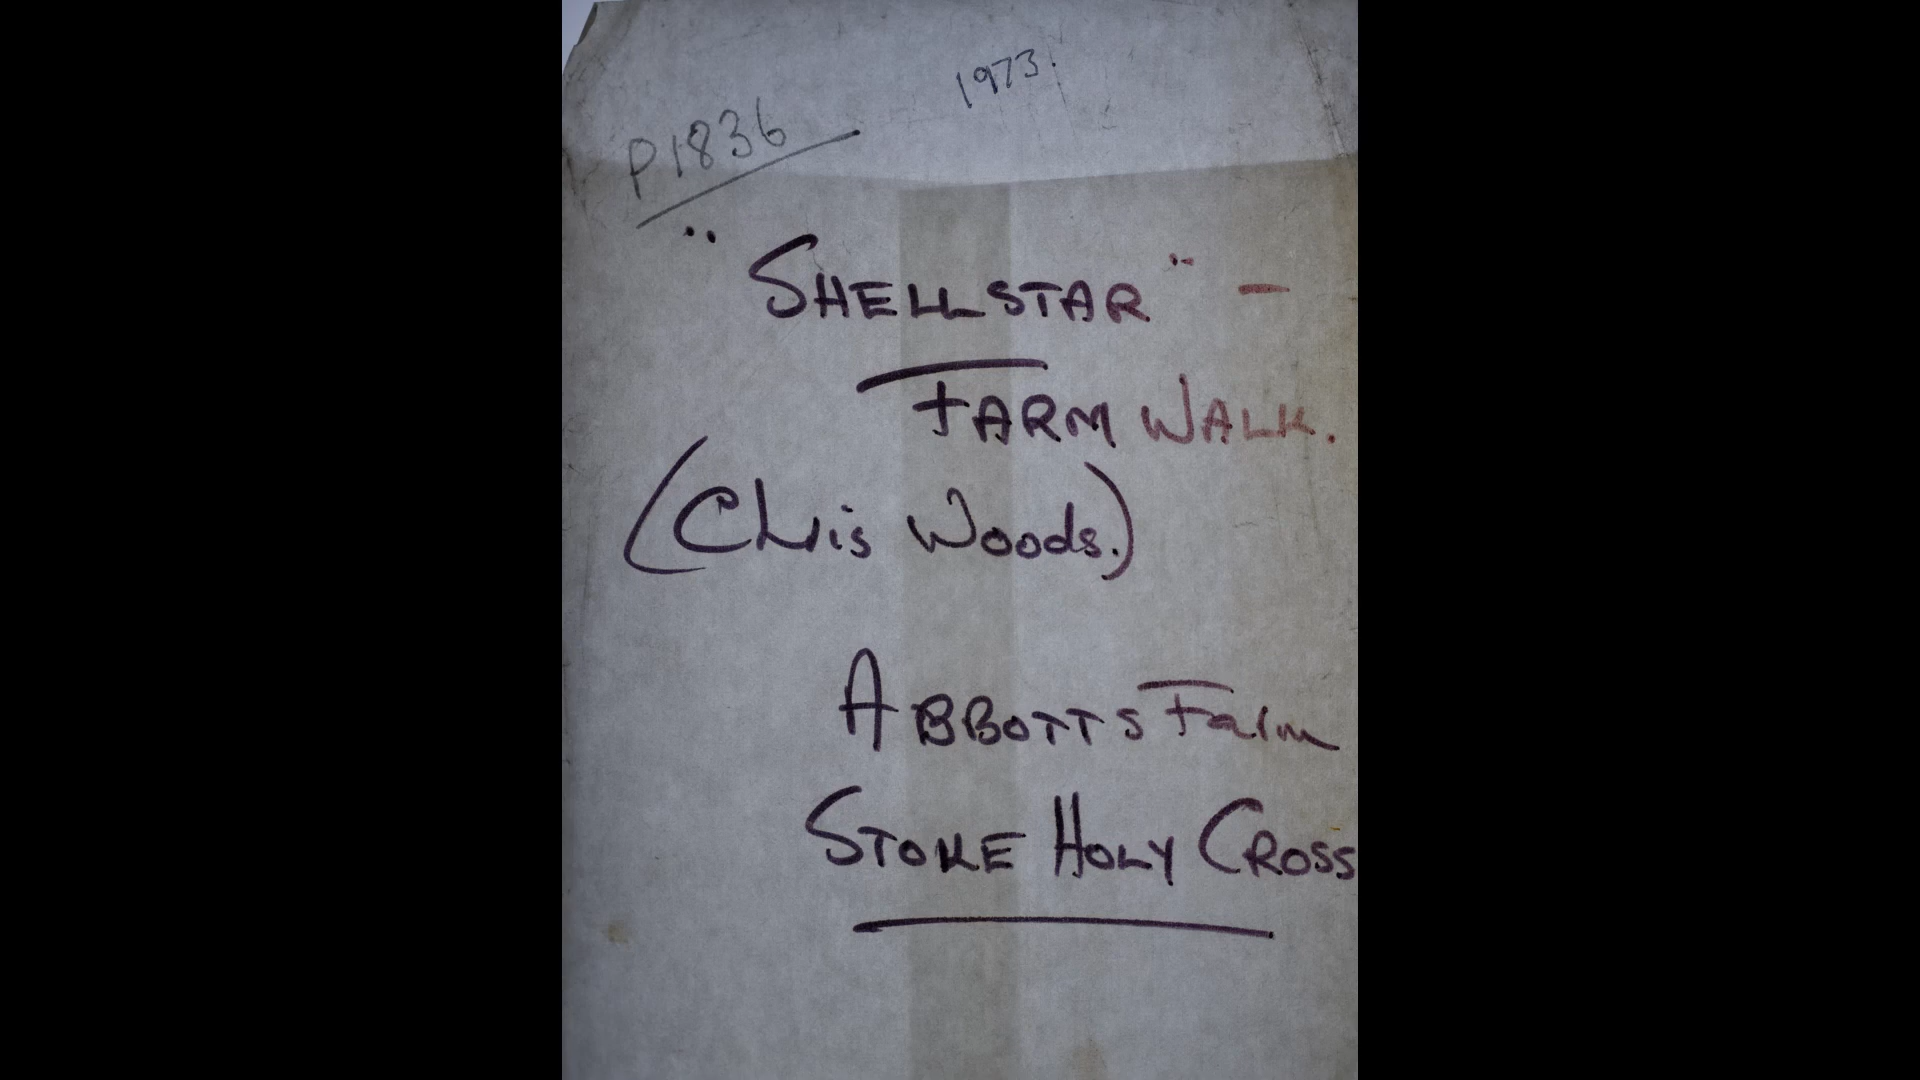 1973.
P1836
"SHELLSTAR" -
FARM WALK.
(Chris Woods.)
ABBOTTS Farm
STOKE HOLY CROSS